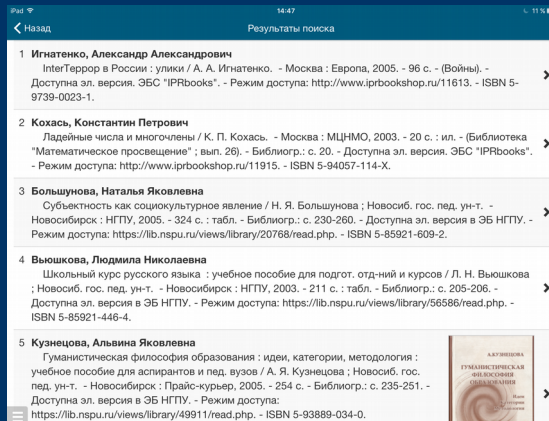 iPad 14:47 11 %
Назад Результаты поиска
1 Игнатенко, Александр Александрович
InterТеррор в России : улики / А. А. Игнатенко. - Москва : Европа, 2005. - 96 с. - (Войны). -
Доступна эл. версия. ЭБС "IPRbooks". - Режим доступа: http://www.iprbookshop.ru/11613. - ISBN 5-
9739-0023-1.
2 Кохась, Константин Петрович
Ладейные числа и многочлены / К. П. Кохась. - Москва : МЦНМО, 2003. - 20 с. : ил. - (Библиотека
"Математическое просвещение" ; вып. 26). - Библиогр.: с. 20. - Доступна эл. версия. ЭБС "IPRbooks".
- Режим доступа: http://www.iprbookshop.ru/11915. - ISBN 5-94057-114-X.
3 Большунова, Наталья Яковлевна
Субъектность как социокультурное явление / Н. Я. Большунова ; Новосиб. гос. пед. ун-т. -
Новосибирск : НГПУ, 2005. - 324 с. : табл. - Библиогр.: с. 230-260. - Доступна эл. версия в ЭБ НГПУ. -
Режим доступа: https://lib.nspu.ru/views/library/20768/read.php. - ISBN 5-85921-609-2.
4 Вьюшкова, Людмила Николаевна
Школьный курс русского языка : учебное пособие для подгот. отд-ний и курсов / Л. Н. Вьюшкова
; Новосиб. гос. пед. ун-т. - Новосибирск : НГПУ, 2003. - 211 с. : табл. - Библиогр.: с. 205-206. -
Доступна эл. версия в ЭБ НГПУ. - Режим доступа: https://lib.nspu.ru/views/library/56586/read.php. -
ISBN 5-85921-446-4.
5 Кузнецова, Альвина Яковлевна
Гуманистическая философия образования : идеи, категории, методология :
учебное пособие для аспирантов и пед. вузов / А. Я. Кузнецова ; Новосиб. гос.
пед. ун-т. - Новосибирск : Прайс-курьер, 2005. - 254 с. - Библиогр.: с. 235-251. -
Доступна эл. версия в ЭБ НГПУ. - Режим доступа:
https://lib.nspu.ru/views/library/49911/read.php. - ISBN 5-93889-034-0.
А.КУЗНЕЦОВА
ГУМАНИСТИЧЕСКАЯ
ФИЛОСОФИЯ
ОБРАЗОВАНИЯ
Идеи
категории